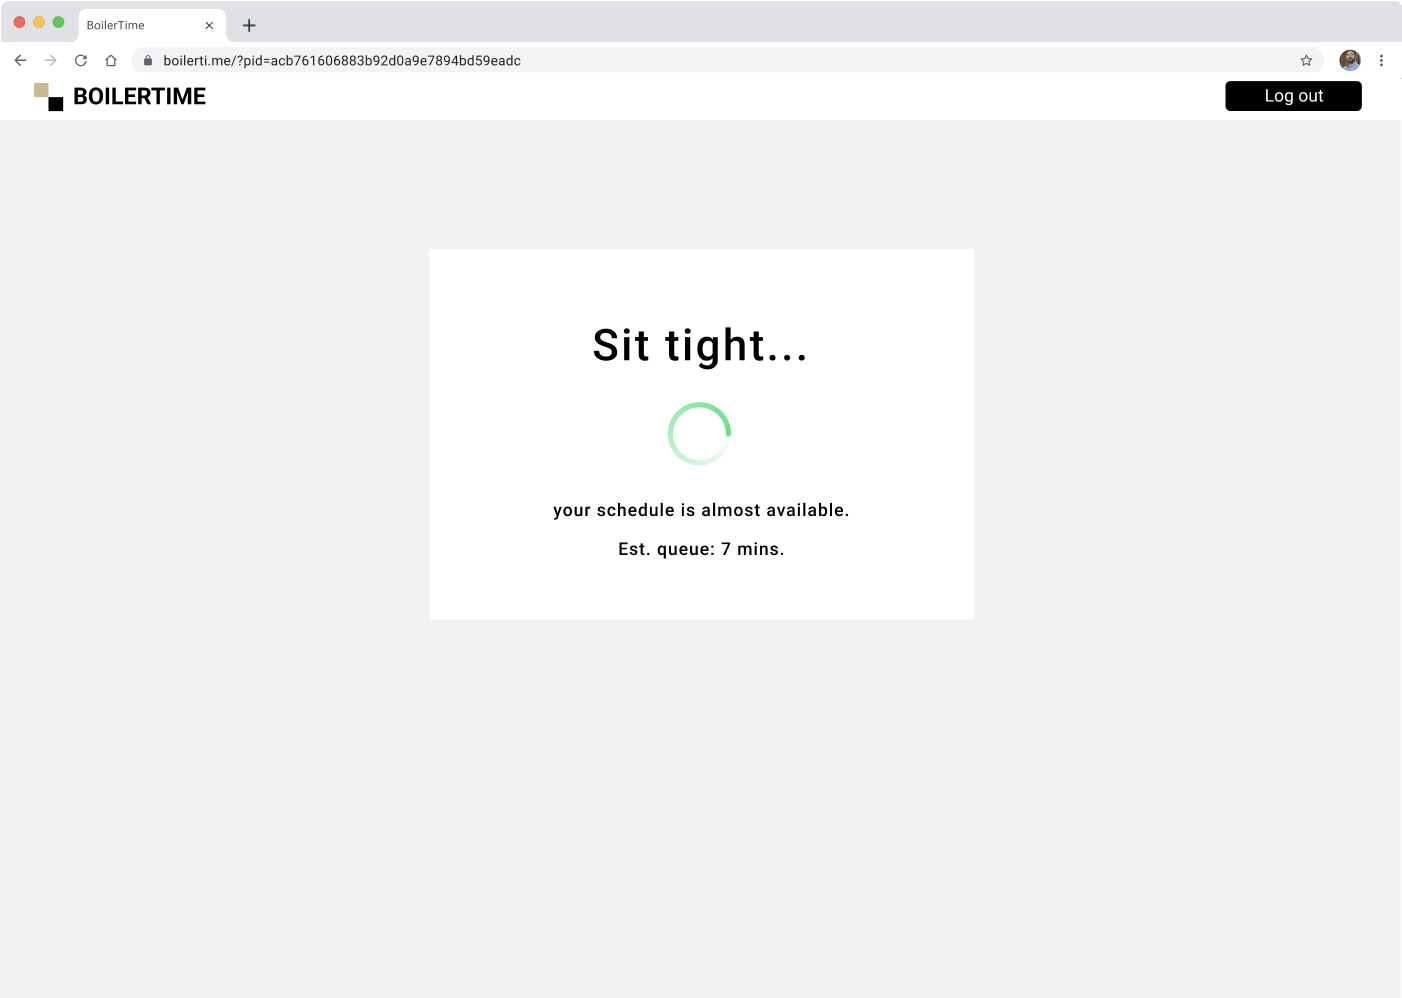 BoilerTime
boilerti.me/?pid=acb761606883b92d0a9e7894bd59eadc
BOILERTIME
Log out
Sit tight...
your schedule is almost available.
Est. queue: 7 mins.